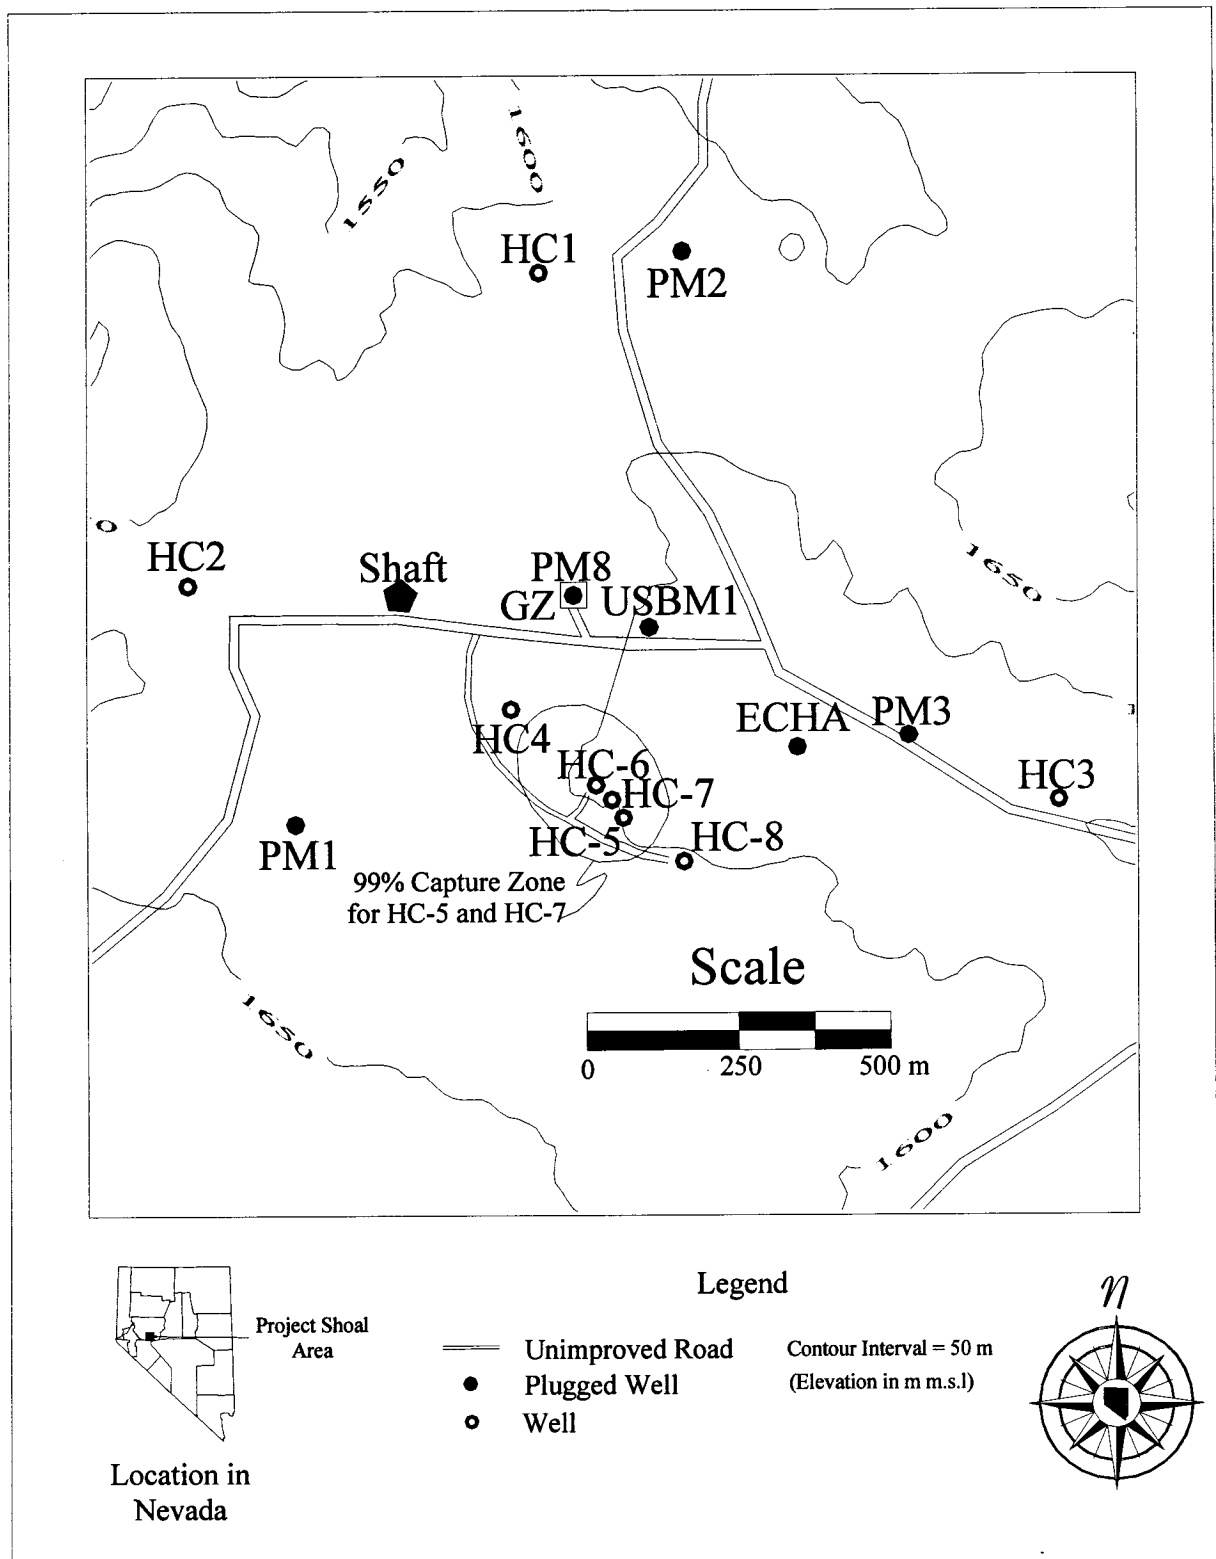 1550
1600
HC1
PM2
0
HC2
Shaft
PM8
GZ
USBM1
1650
HC4
ECHA
PM3
HC-6
HC-7
HC3
PM1
HC-5
HC-8
99% Capture Zone
for HC-5 and HC-7
Scale
0 250 500 m
1650
1600
Legend
Project Shoal
Area
Unimproved Road
Plugged Well
Well
Contour Interval = 50 m
(Elevation in m m.s.l)
n
Location in
Nevada